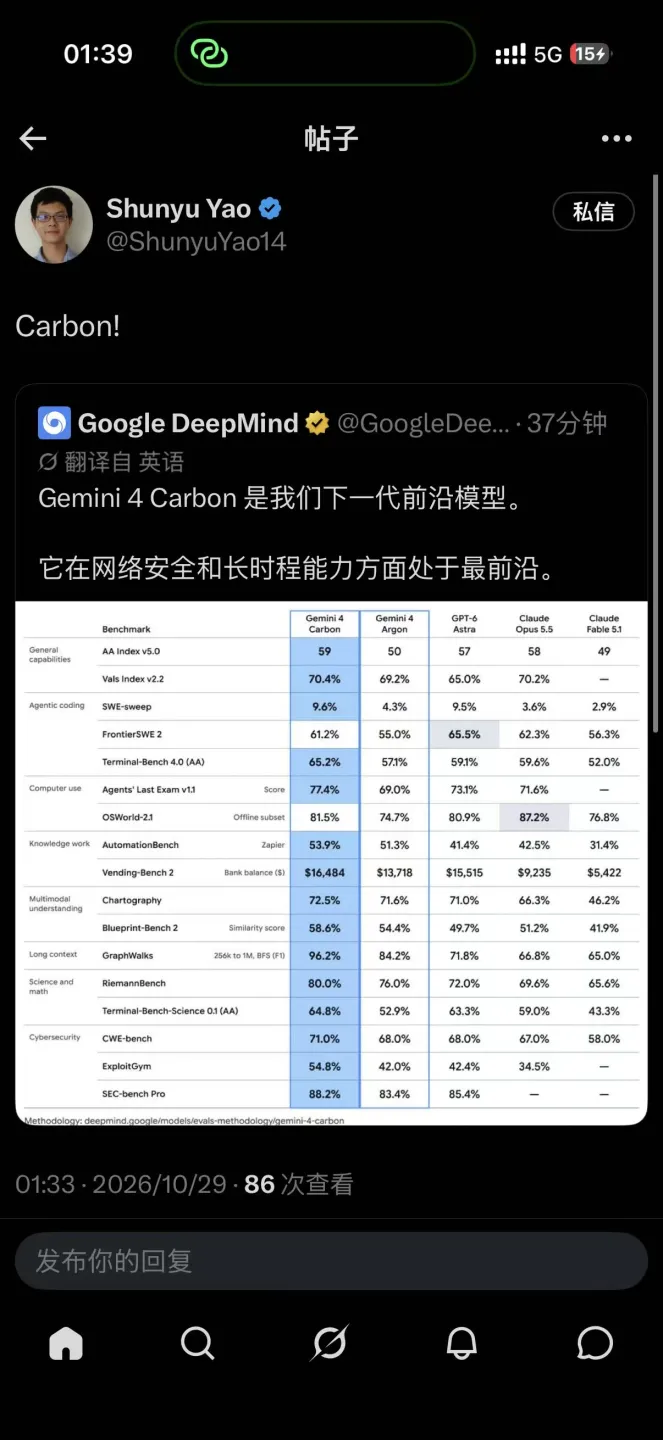 01:39
5G 15
帖子
Shunyu Yao
@ShunyuYao14
私信
Carbon!
Google DeepMind @GoogleDee... · 37分钟
翻译自 英语
Gemini 4 Carbon 是我们下一代前沿模型。
它在网络安全和长时程能力方面处于最前沿。
Benchmark Gemini 4 Carbon Gemini 4 Argon GPT-6 Astra Claude Opus 5.5 Claude Fable 5.1
General capabilities AA Index v5.0 59 50 57 58 49
Vals Index v2.2 70.4% 69.2% 65.0% 70.2% —
Agentic coding SWE-sweep 9.6% 4.3% 9.5% 3.6% 2.9%
FrontierSWE 2 61.2% 55.0% 65.5% 62.3% 56.3%
Terminal-Bench 4.0 (AA) 65.2% 57.1% 59.1% 59.6% 52.0%
Computer use Agents' Last Exam v1.1 Score 77.4% 69.0% 73.1% 71.6% —
OSWorld-2.1 Offline subset 81.5% 74.7% 80.9% 87.2% 76.8%
Knowledge work AutomationBench Zapier 53.9% 51.3% 41.4% 42.5% 31.4%
Vending-Bench 2 Bank balance ($) $16,484 $13,718 $15,515 $9,235 $5,422
Multimodal understanding Chartography 72.5% 71.6% 71.0% 66.3% 46.2%
Blueprint-Bench 2 Similarity score 58.6% 54.4% 49.7% 51.2% 41.9%
Long context GraphWalks 256k to 1M, BFS (F1) 96.2% 84.2% 71.8% 66.8% 65.0%
Science and math RiemannBench 80.0% 76.0% 72.0% 69.6% 65.6%
Terminal-Bench-Science 0.1 (AA) 64.8% 52.9% 63.3% 59.0% 43.3%
Cybersecurity CWE-bench 71.0% 68.0% 68.0% 67.0% 58.0%
ExploitGym 54.8% 42.0% 42.4% 34.5% —
SEC-bench Pro 88.2% 83.4% 85.4% — —
Methodology: deepmind.google/models/evals-methodology/gemini-4-carbon
01:33 · 2026/10/29 · 86 次查看
发布你的回复